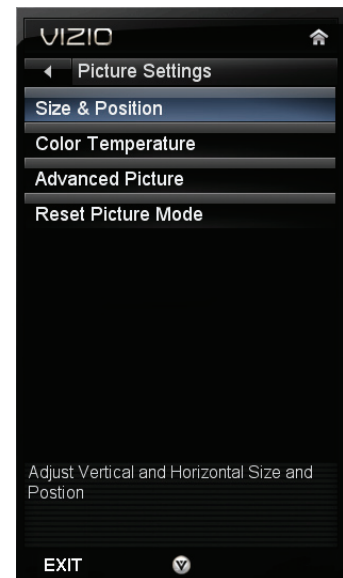 VIZIO
Picture Settings
Size & Position
Color Temperature
Advanced Picture
Reset Picture Mode
Adjust Vertical and Horizontal Size and
Postion
EXIT
V